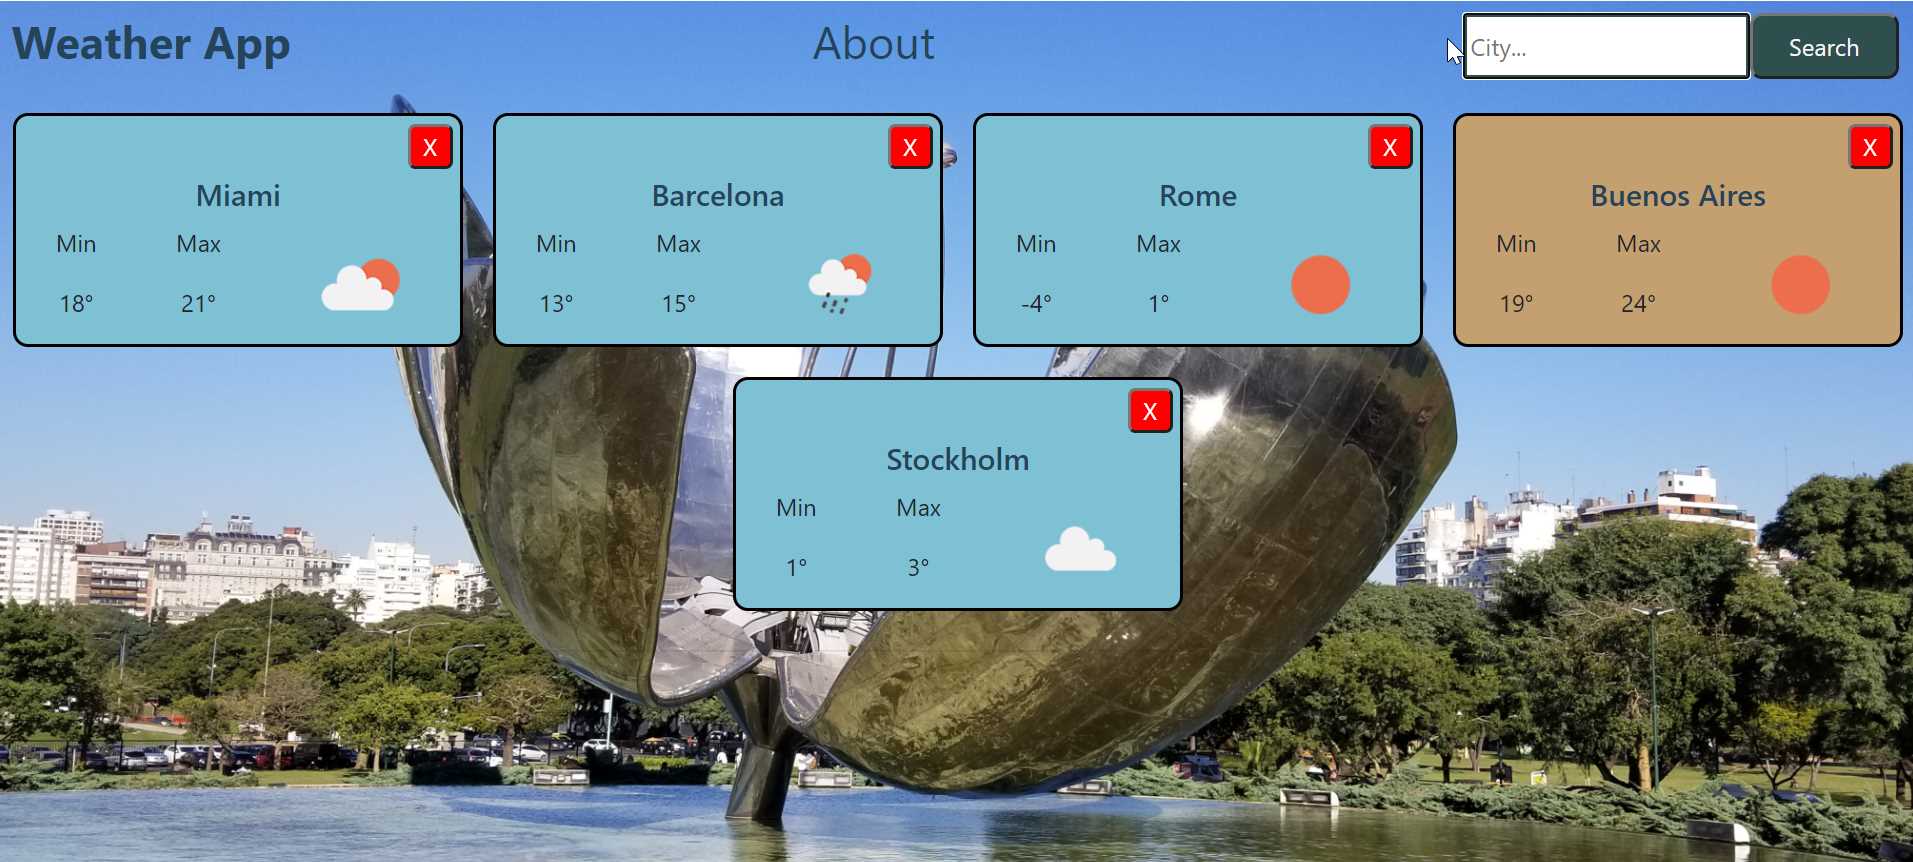 Weather App
About
City...
Search
X
Miami
Min Max
18° 21°
X
Barcelona
Min Max
13° 15°
X
Rome
Min Max
-4° 1°
X
Buenos Aires
Min Max
19° 24°
X
Stockholm
Min Max
1° 3°